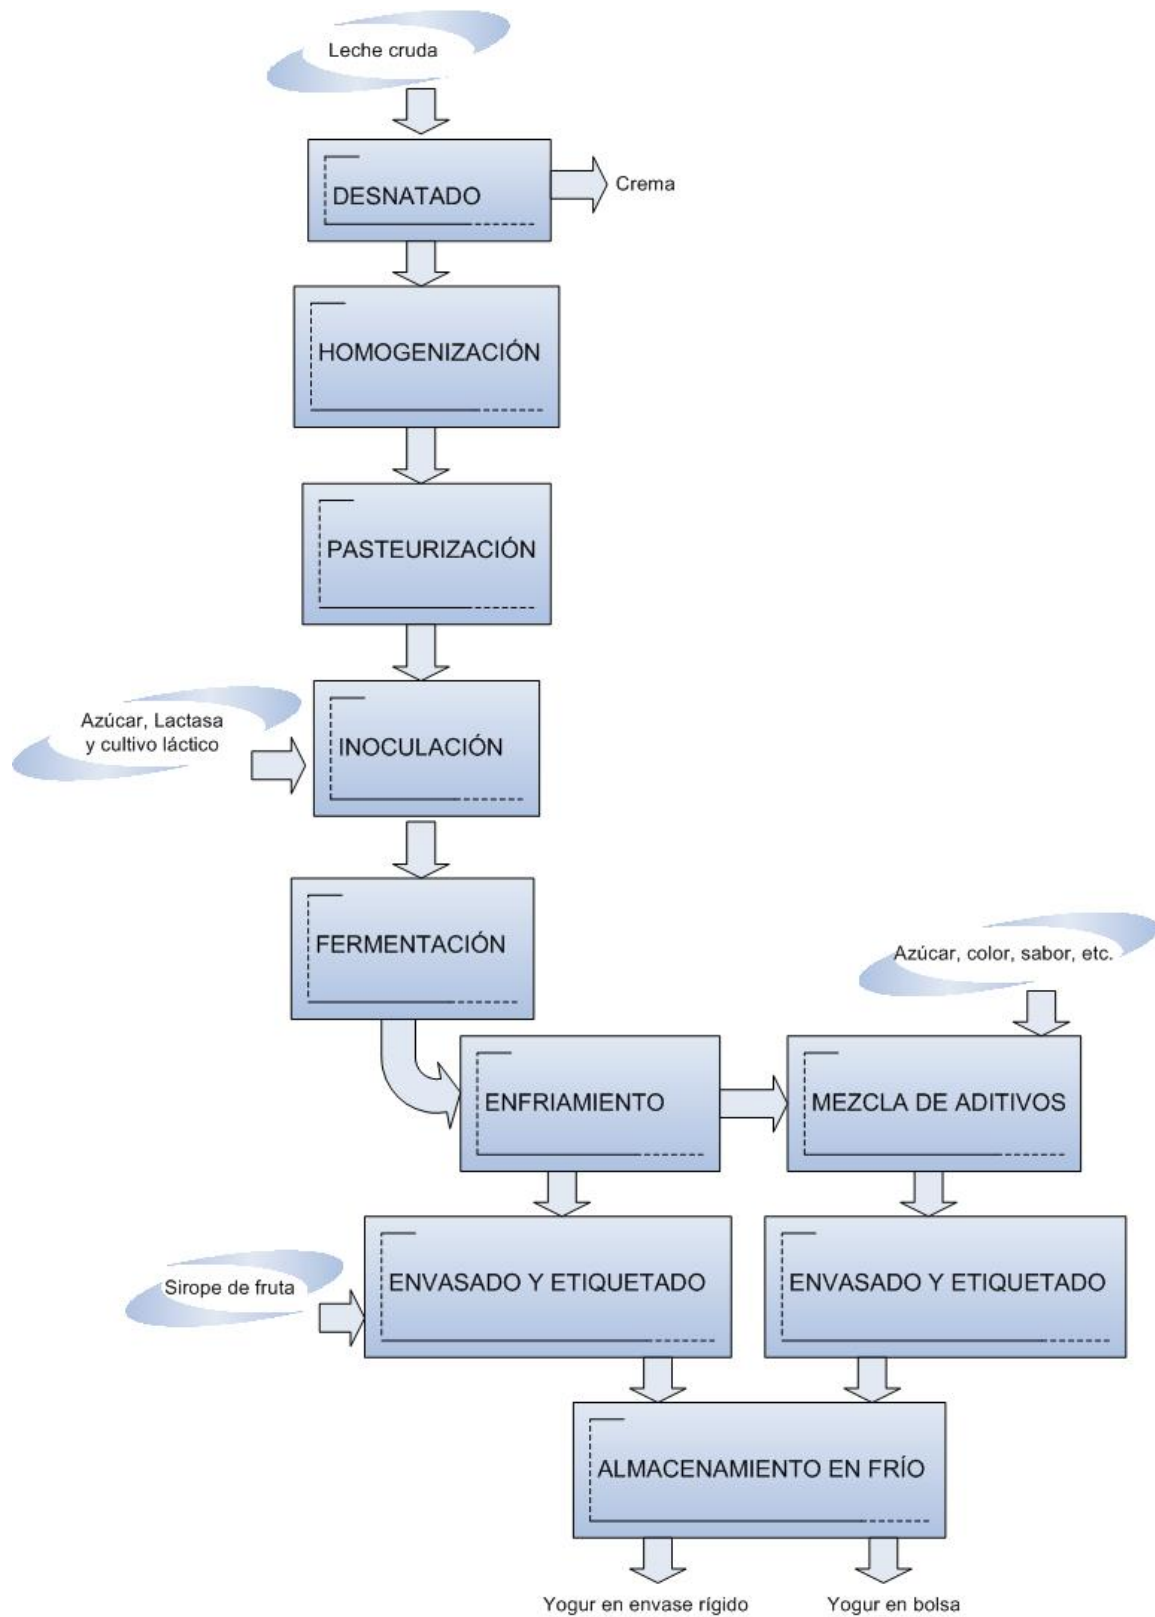 Leche cruda
DESNATADO
Crema
HOMOGENIZACIÓN
PASTEURIZACIÓN
Azúcar, Lactasa
y cultivo láctico
INOCULACIÓN
FERMENTACIÓN
Azúcar, color, sabor, etc.
ENFRIAMIENTO
MEZCLA DE ADITIVOS
Sirope de fruta
ENVASADO Y ETIQUETADO
ENVASADO Y ETIQUETADO
ALMACENAMIENTO EN FRÍO
Yogur en envase rígido
Yogur en bolsa